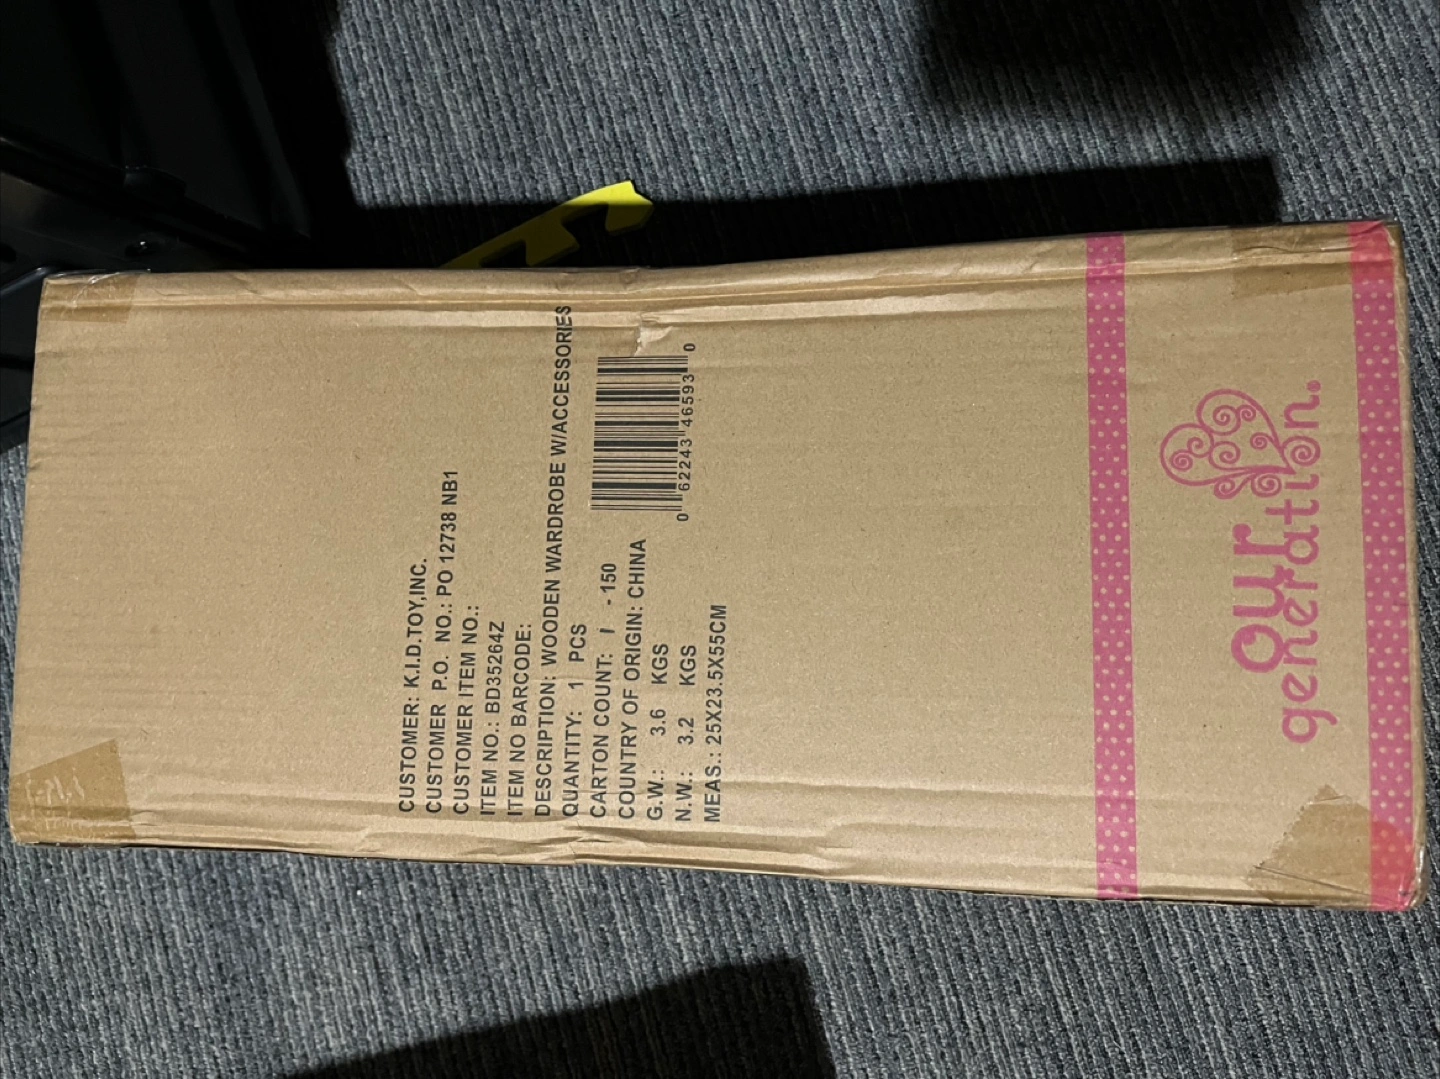 CUSTOMER: K.I.D.TOY,INC.
CUSTOMER P.O. NO.: PO 12738 NB1
CUSTOMER ITEM NO.:
ITEM NO.: BD35264Z
ITEM NO BARCODE:
DESCRIPTION: WOODEN WARDROBE W/ACCESSORIES
QUANTITY: 1 PCS
CARTON COUNT: / - 150
COUNTRY OF ORIGIN: CHINA
G.W.: 3.6 KGS
N.W.: 3.2 KGS
MEAS.: 25X23.5X55CM
0 62243 46593 0
our
generation.